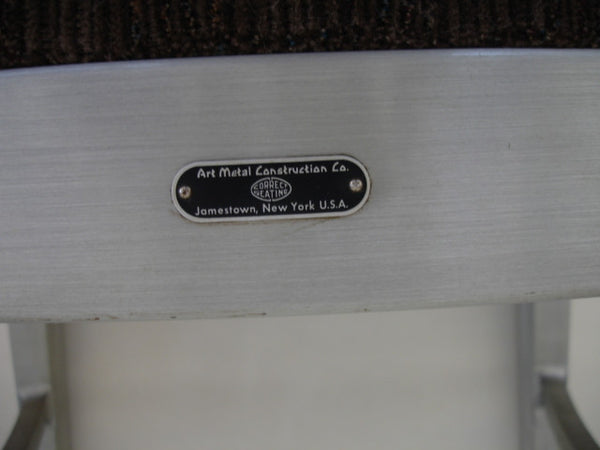 Art Metal Construction Co.
CORRECT
SEATING
Jamestown, New York U.S.A.